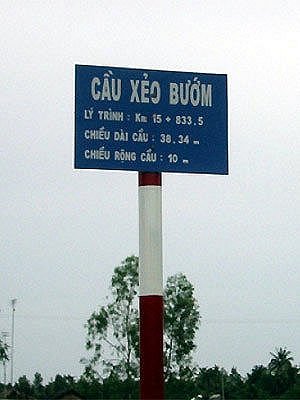 CẦU XẺO BƯỚM
LÝ TRÌNH : Km 15 + 833.5
CHIỀU DÀI CẦU : 38.34 m
CHIỀU RỘNG CẦU : 10 m